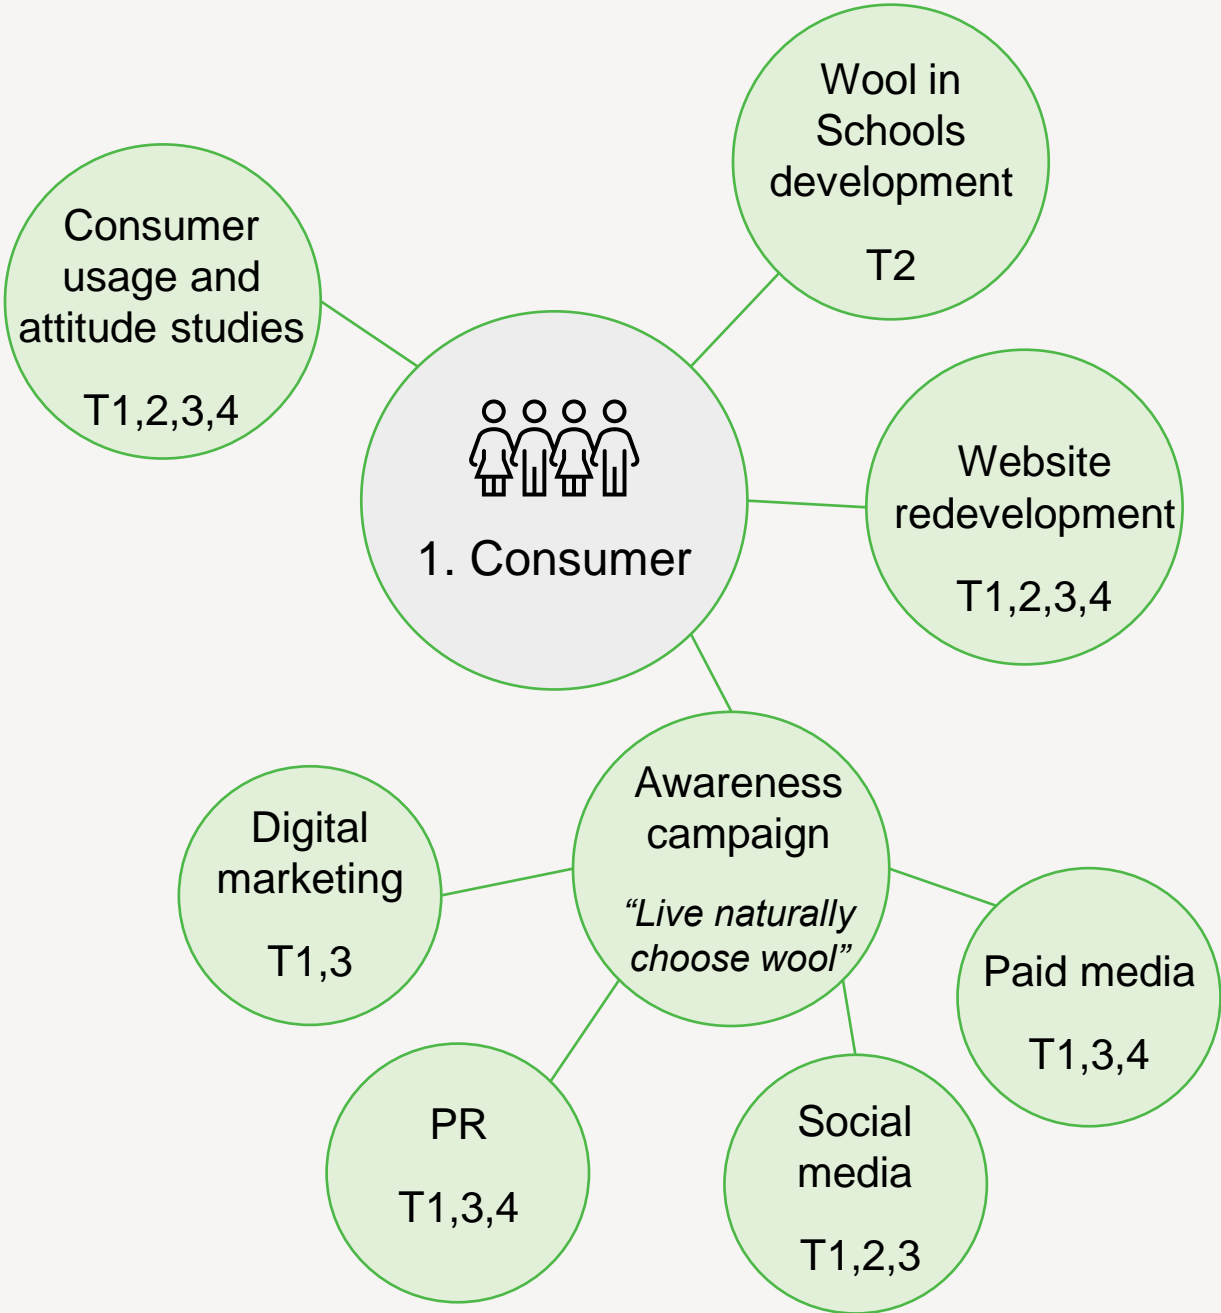 Wool in
Schools
development
T2
Consumer
usage and
attitude studies
T1,2,3,4
1. Consumer
Website
redevelopment
T1,2,3,4
Awareness
campaign
“Live naturally
choose wool”
Digital
marketing
T1,3
Paid media
T1,3,4
PR
T1,3,4
Social
media
T1,2,3